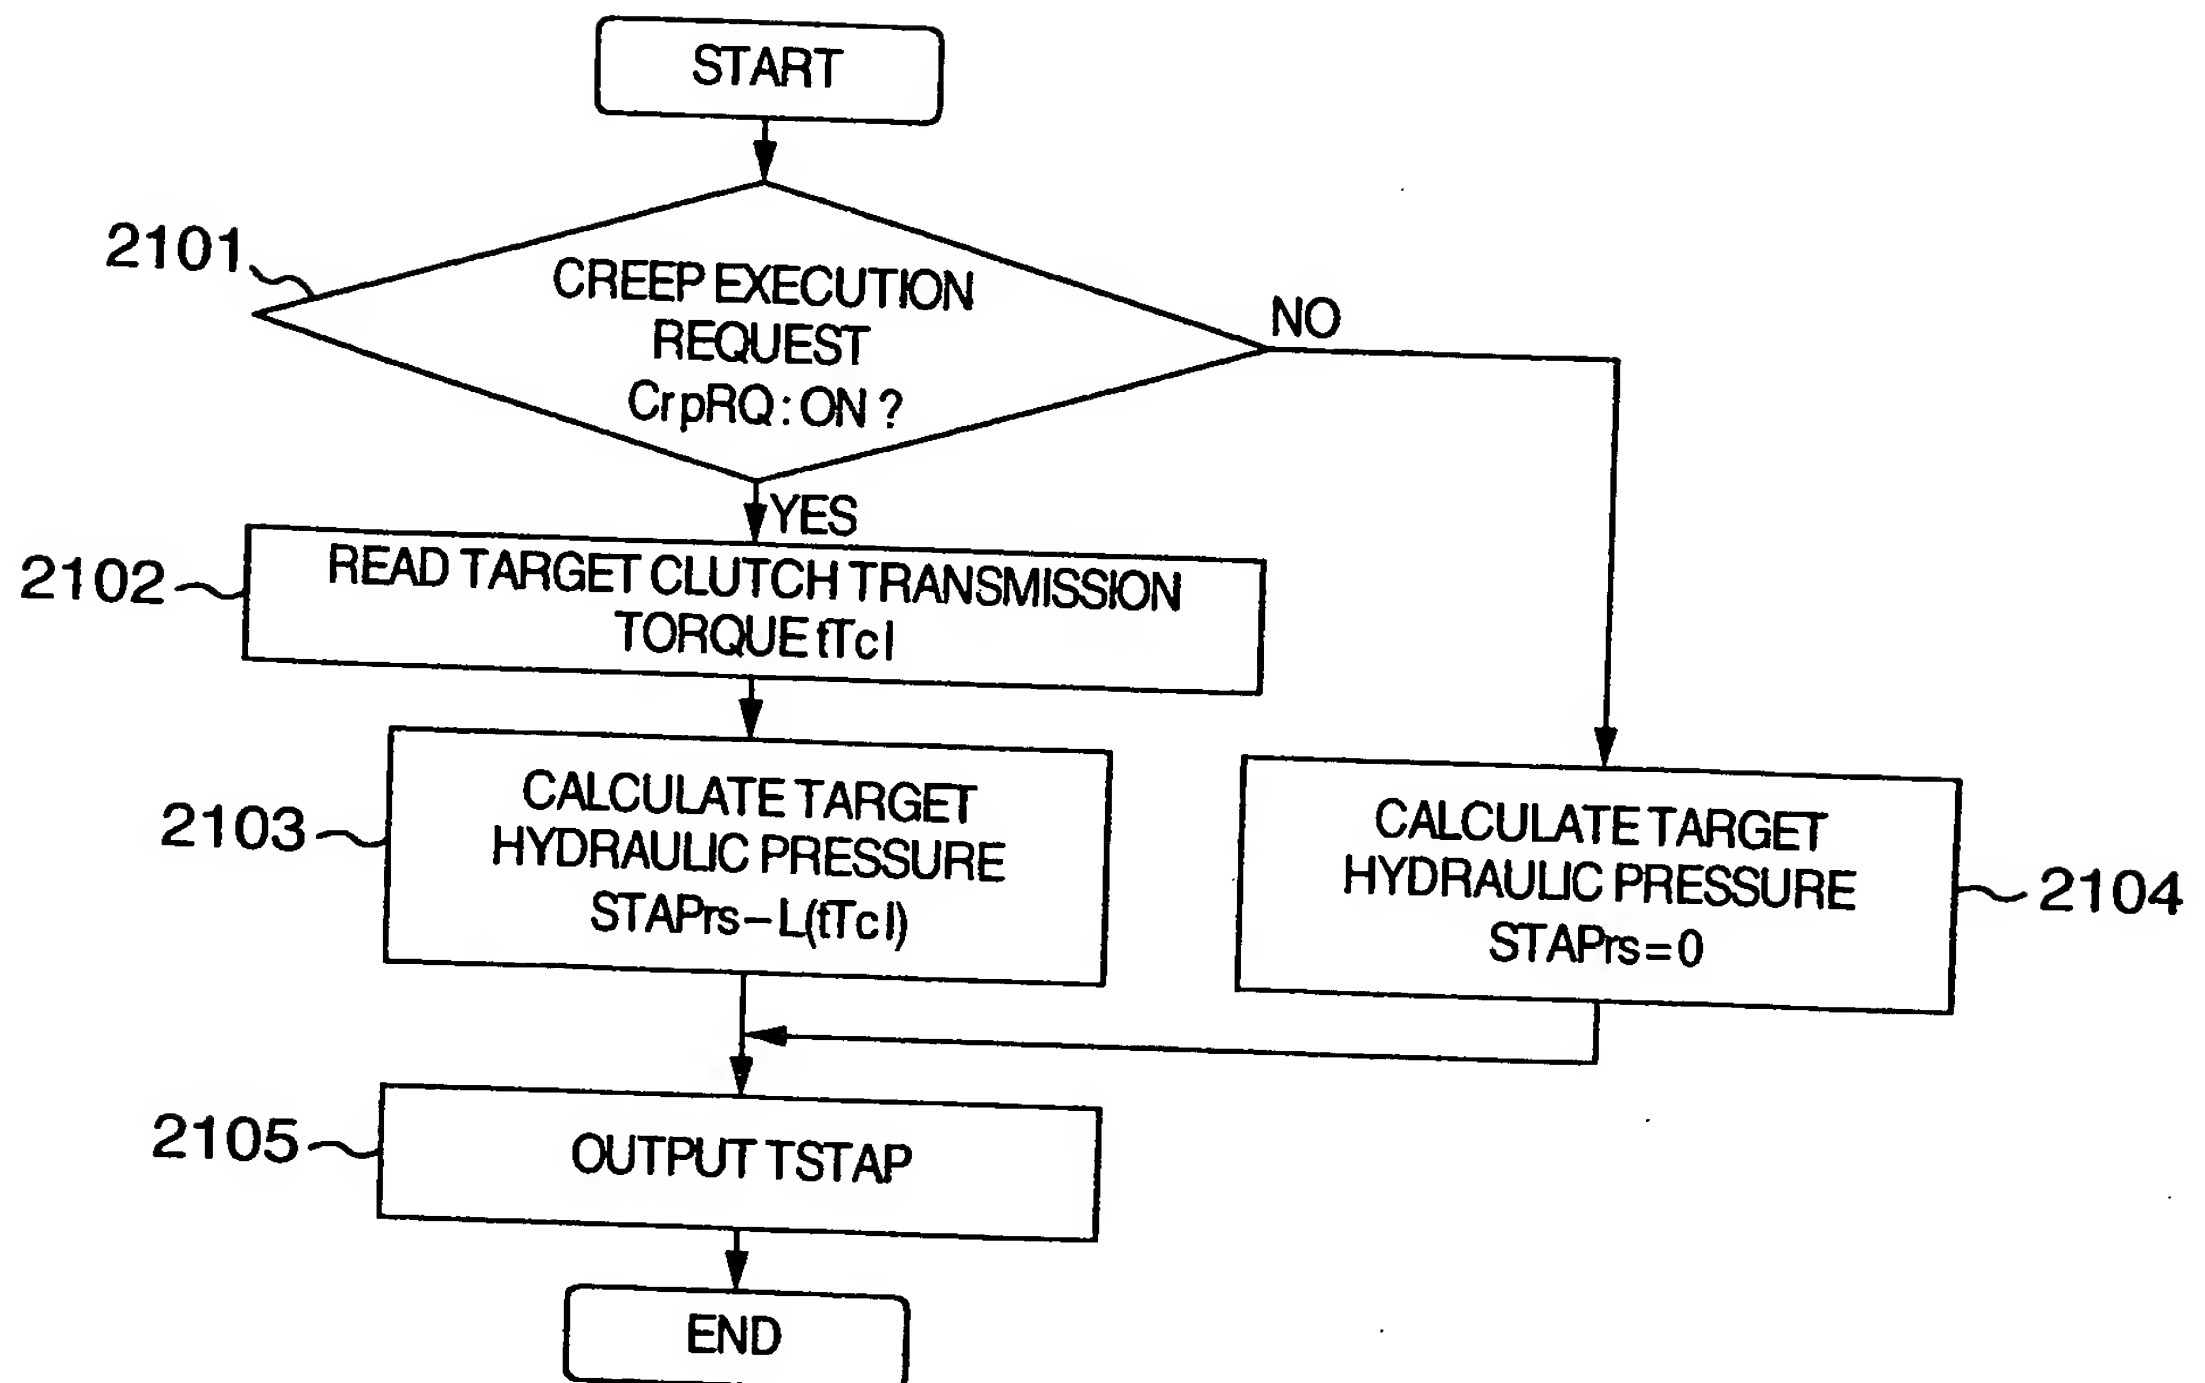 START
2101
CREEP EXECUTION
REQUEST
CrpRQ:ON?
NO
YES
2102
READ TARGET CLUTCH TRANSMISSION
TORQUE tTcl
2103
CALCULATE TARGET
HYDRAULIC PRESSURE
STAPrs-L(tTcl)
CALCULATE TARGET
HYDRAULIC PRESSURE
STAPrs=0
2104
2105
OUTPUT TSTAP
END